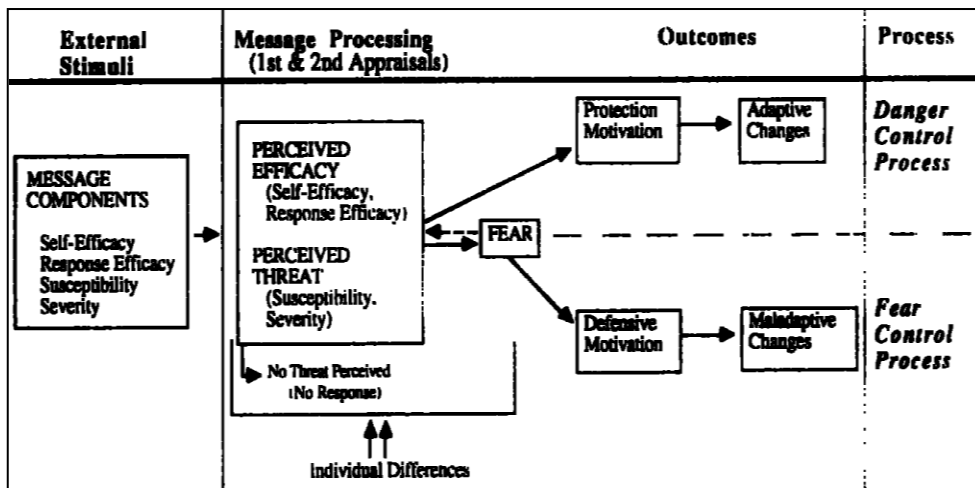 External
Stimuli
Message Processing
(1st & 2nd Appraisals)
Outcomes
Process
MESSAGE
COMPONENTS
Self-Efficacy
Response Efficacy
Susceptibility
Severity
PERCEIVED
EFFICACY
(Self-Efficacy,
Response Efficacy)
PERCEIVED
THREAT
(Susceptibility,
Severity)
No Threat Perceived
(No Response)
Individual Differences
FEAR
Protection
Motivation
Adaptive
Changes
Danger
Control
Process
Defensive
Motivation
Maladaptive
Changes
Fear
Control
Process